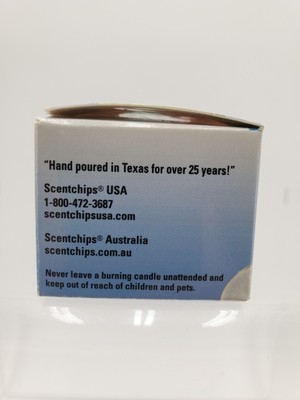 "Hand poured in Texas for over 25 years!"
Scentchips® USA
1-800-472-3687
scentchipsusa.com
Scentchips® Australia
scentchips.com.au
Never leave a burning candle unattended and
keep out of reach of children and pets.